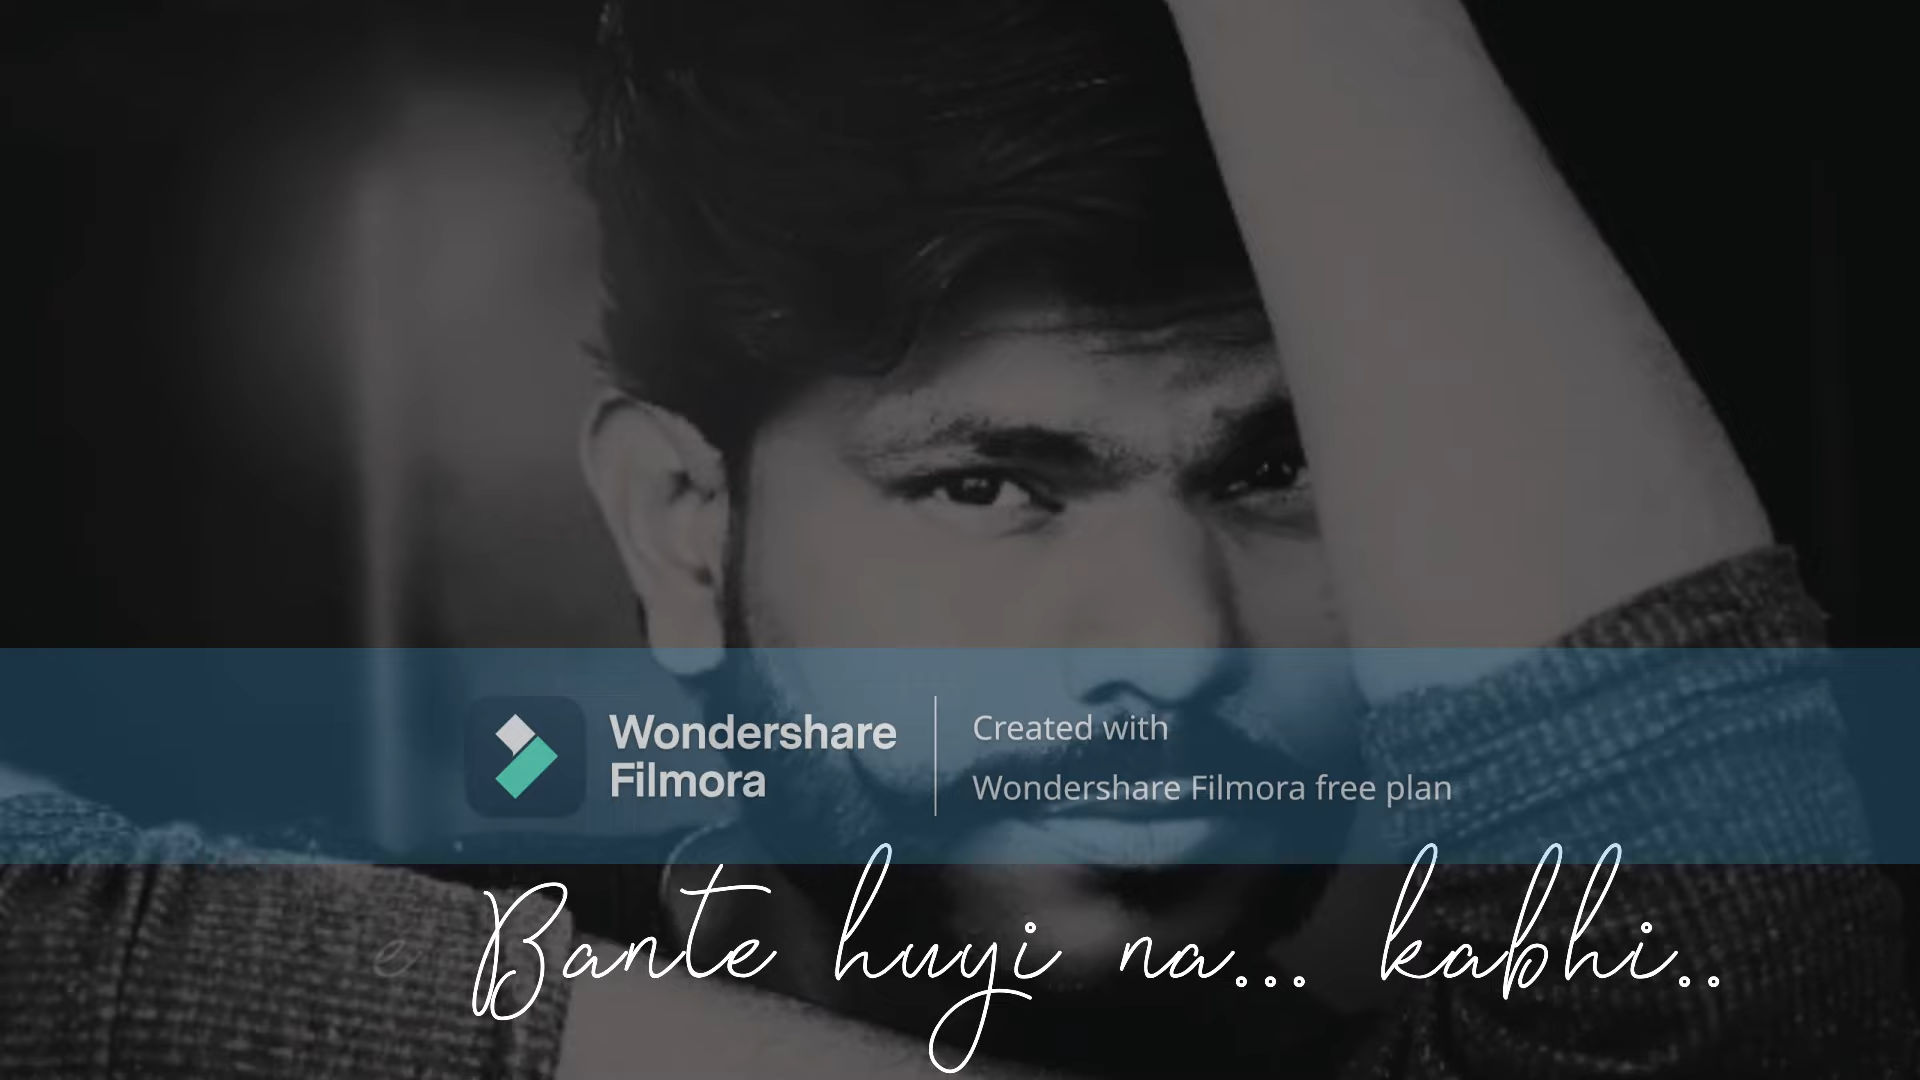 Wondershare
Filmora
Created with
Wondershare Filmora free plan
e Bante huyi na... kabhi..